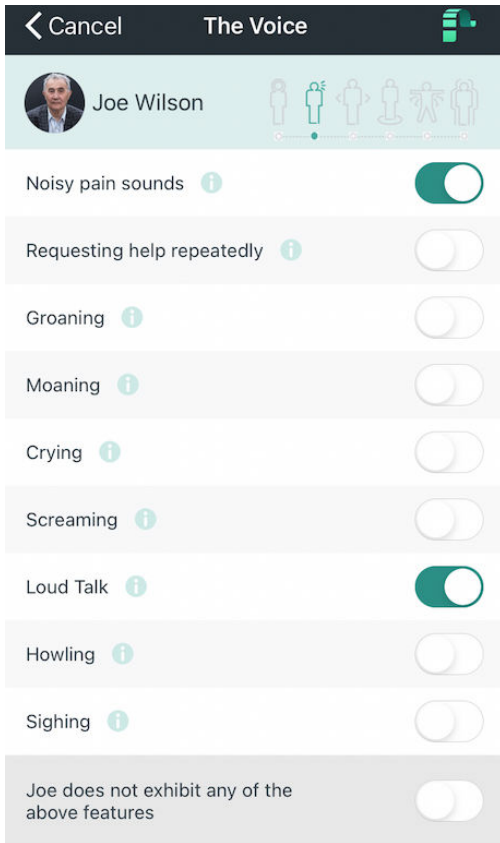 Cancel The Voice
Joe Wilson
Noisy pain sounds
Requesting help repeatedly
Groaning
Moaning
Crying
Screaming
Loud Talk
Howling
Sighing
Joe does not exhibit any of the
above features